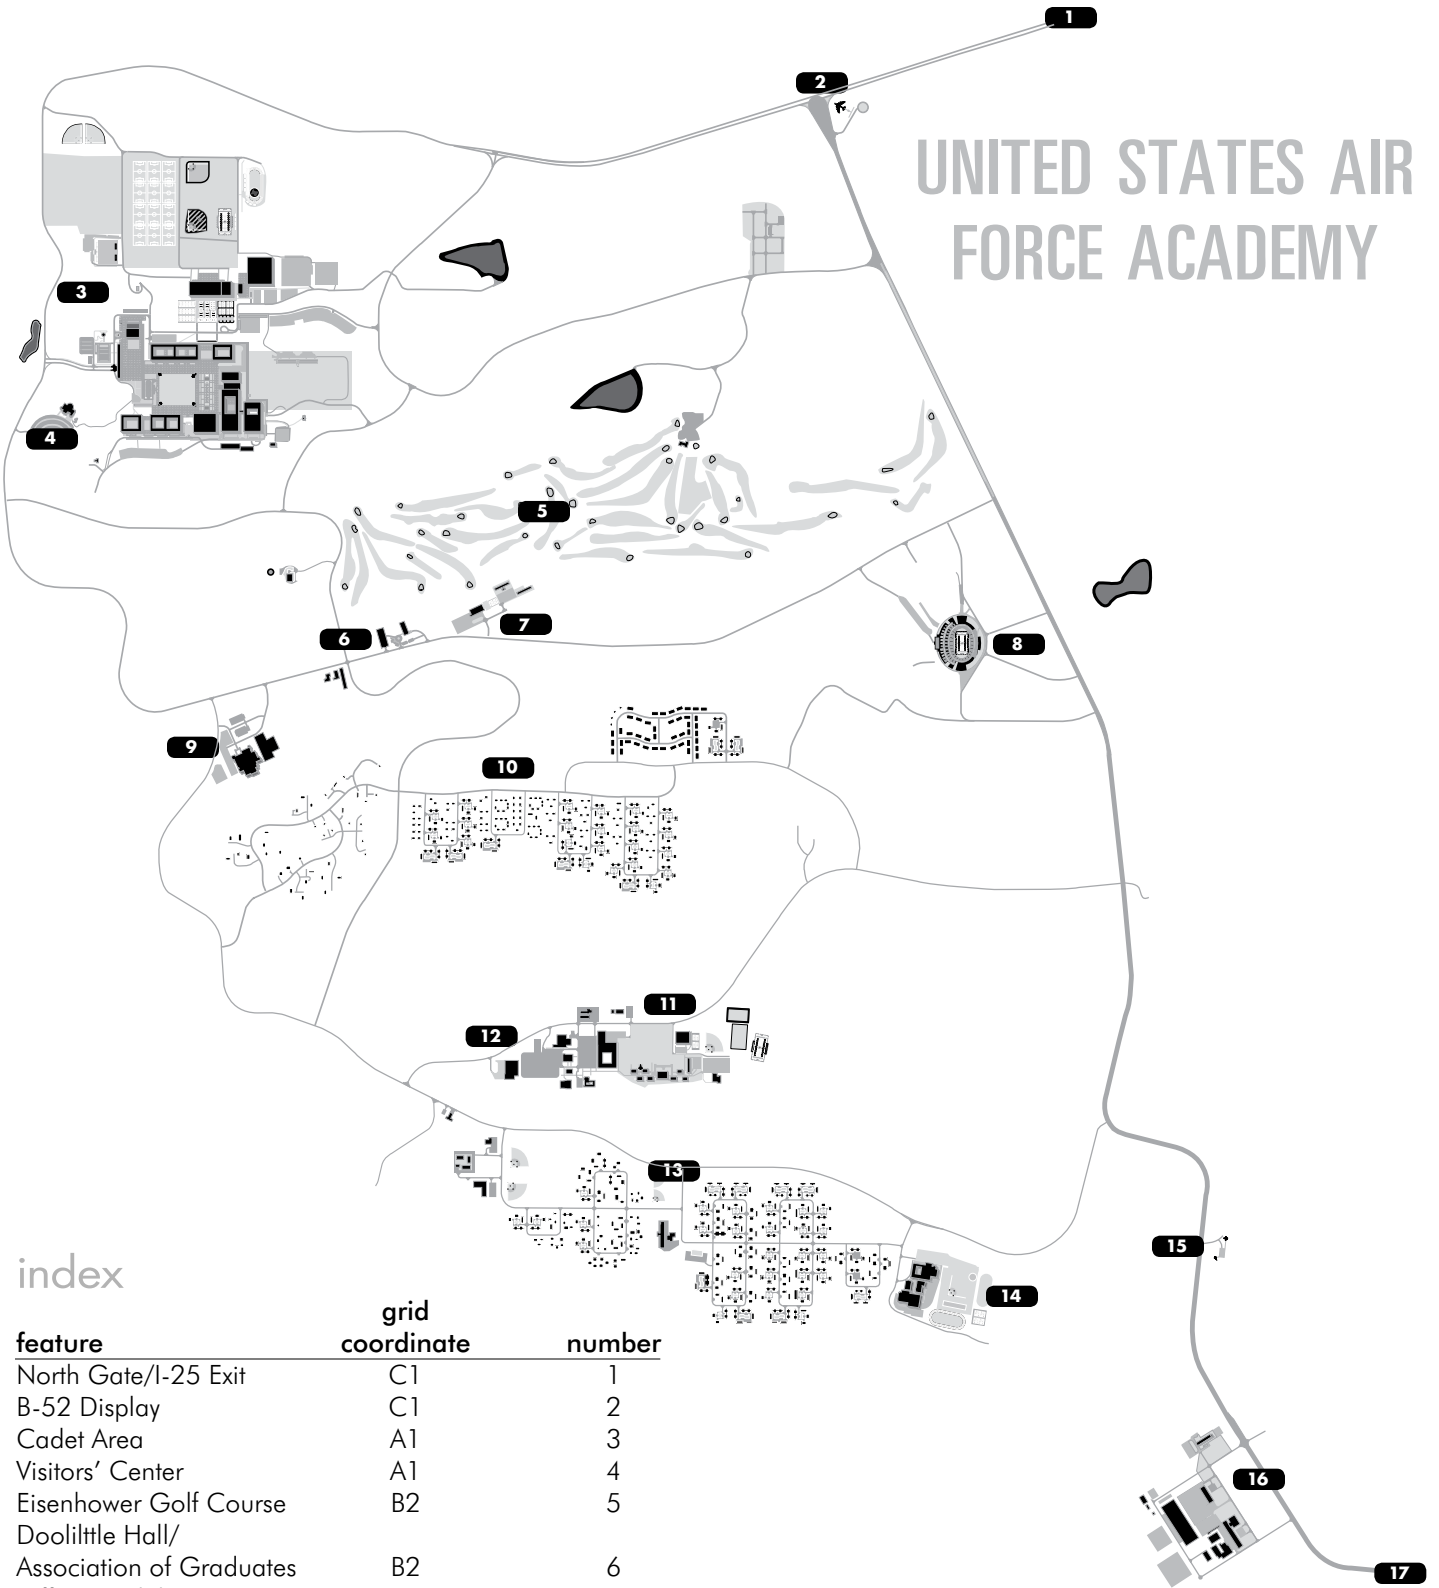 1
2
UNITED STATES AIR
FORCE ACADEMY
3
4
5
6
7
8
9
10
11
12
13
14
15
16
17
index
grid
feature coordinate number
North Gate/I-25 Exit C1 1
B-52 Display C1 2
Cadet Area A1 3
Visitors' Center A1 4
Eisenhower Golf Course B2 5
Doolilttle Hall/
Association of Graduates B2 6